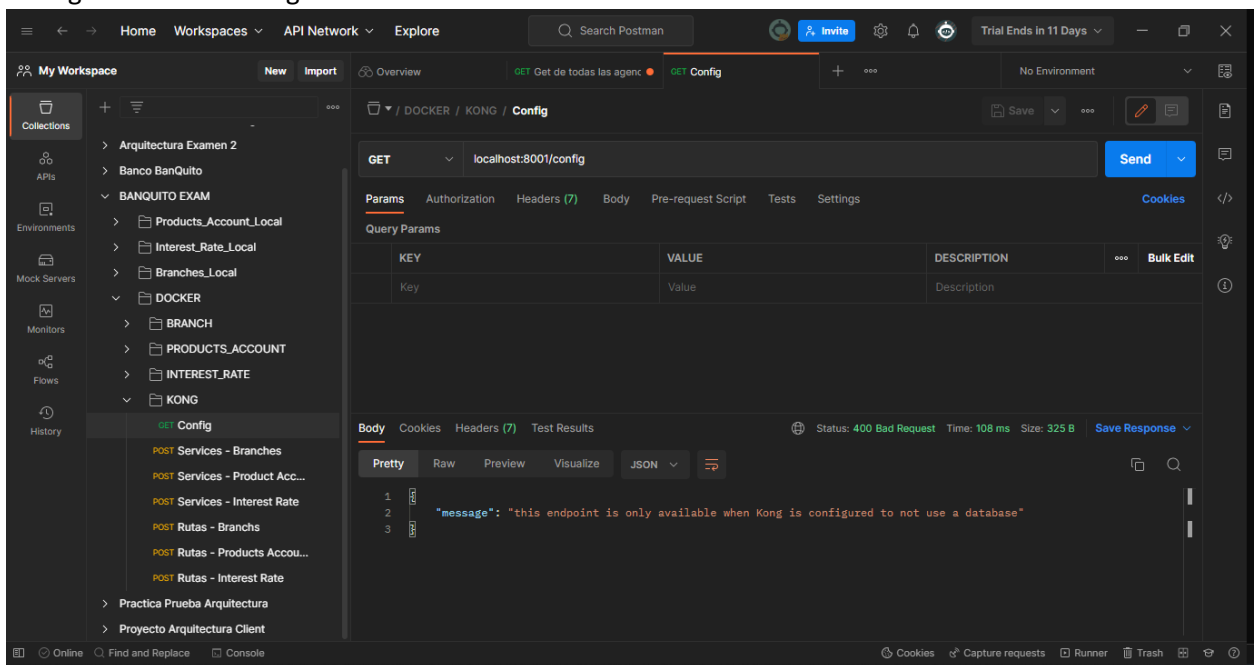 Home Workspaces API Network Explore Search Postman Invite Trial Ends in 11 Days
My Workspace New Import Overview GET Get de todas las agenc GET Config No Environment
Collections
APIs
Environments
Mock Servers
Monitors
Flows
History
Arquitectura Examen 2
Banco BanQuito
BANQUITO EXAM
Products_Account_Local
Interest_Rate_Local
Branches_Local
DOCKER
BRANCH
PRODUCTS_ACCOUNT
INTEREST_RATE
KONG
GET Config
POST Services - Branches
POST Services - Product Acc...
POST Services - Interest Rate
POST Rutas - Branchs
POST Rutas - Products Accou...
POST Rutas - Interest Rate
Practica Prueba Arquitectura
Proyecto Arquitectura Client
/ DOCKER / KONG / Config Save
GET localhost:8001/config Send
Params Authorization Headers (7) Body Pre-request Script Tests Settings Cookies
Query Params
KEY VALUE DESCRIPTION Bulk Edit
Key Value Description
Body Cookies Headers (7) Test Results Status: 400 Bad Request Time: 108 ms Size: 325 B Save Response
Pretty Raw Preview Visualize JSON
1 {
2 "message": "this endpoint is only available when Kong is configured to not use a database"
3 }
Online Find and Replace Console Cookies Capture requests Runner Trash